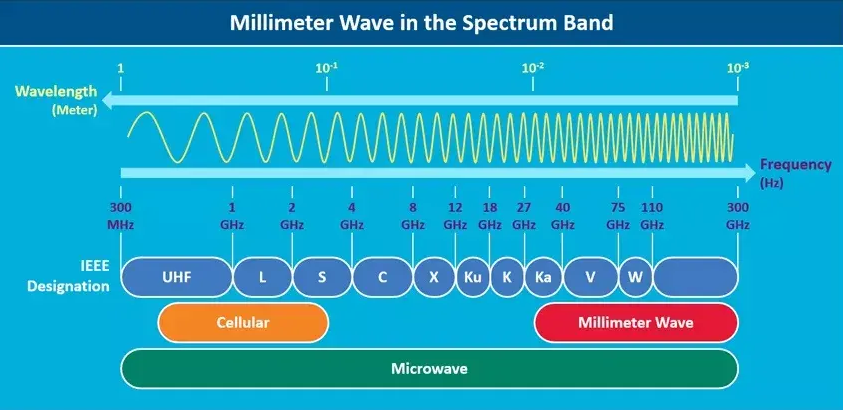 Millimeter Wave in the Spectrum Band
1 10-1 10-2 10-3
Wavelength
(Meter)
Frequency
(Hz)
300 1 2 4 8 12 18 27 40 75 110 300
MHz GHz GHz GHz GHz GHz GHz GHz GHz GHz GHz GHz
IEEE
Designation
UHF L S C X Ku K Ka V W
Cellular Millimeter Wave
Microwave